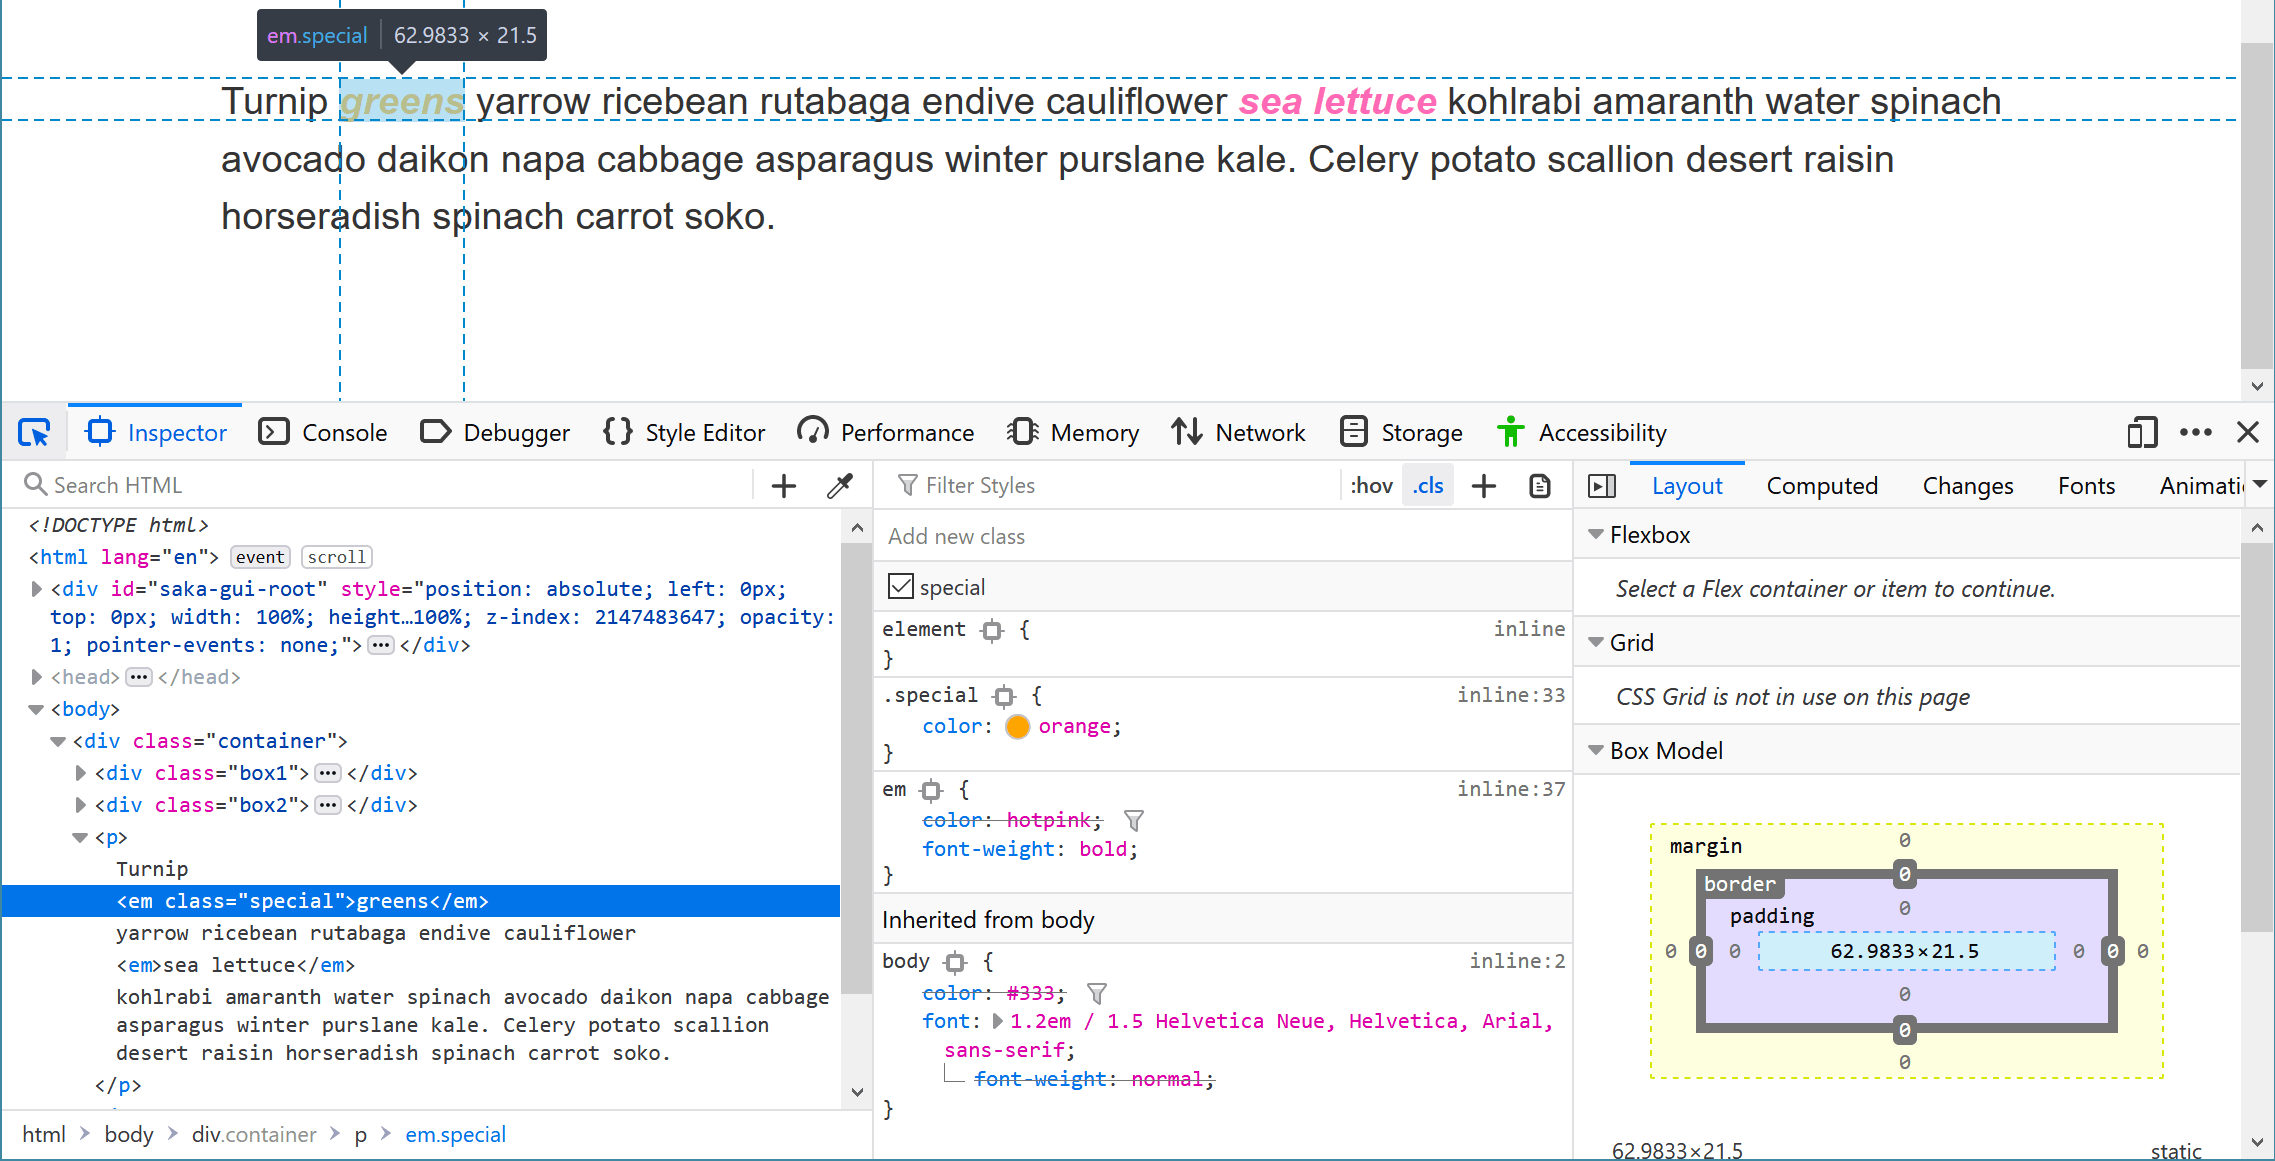 em.special 62.9833 × 21.5
Turnip greens yarrow ricebean rutabaga endive cauliflower sea lettuce kohlrabi amaranth water spinach
avocado daikon napa cabbage asparagus winter purslane kale. Celery potato scallion desert raisin
horseradish spinach carrot soko.
Inspector Console Debugger Style Editor Performance Memory Network Storage Accessibility
Search HTML
<!DOCTYPE html>
<html lang="en"> event scroll
<div id="saka-gui-root" style="position: absolute; left: 0px;
top: 0px; width: 100%; height…100%; z-index: 2147483647; opacity:
1; pointer-events: none;"> ••• </div>
<head> ••• </head>
<body>
<div class="container">
<div class="box1"> ••• </div>
<div class="box2"> ••• </div>
<p>
Turnip
<em class="special">greens</em>
yarrow ricebean rutabaga endive cauliflower
<em>sea lettuce</em>
kohlrabi amaranth water spinach avocado daikon napa cabbage
asparagus winter purslane kale. Celery potato scallion
desert raisin horseradish spinach carrot soko.
</p>
html body div.container p em.special
Filter Styles :hov .cls
Add new class
special
element { inline
}
.special { inline:33
color: orange;
}
em { inline:37
color: hotpink;
font-weight: bold;
}
Inherited from body
body { inline:2
color: #333;
font: 1.2em / 1.5 Helvetica Neue, Helvetica, Arial,
sans-serif;
font-weight: normal;
}
Layout Computed Changes Fonts Animati
Flexbox
Select a Flex container or item to continue.
Grid
CSS Grid is not in use on this page
Box Model
margin 0
border 0
padding 0
0 0 0 62.9833×21.5 0 0 0
0
0
0
62.9833×21.5 static